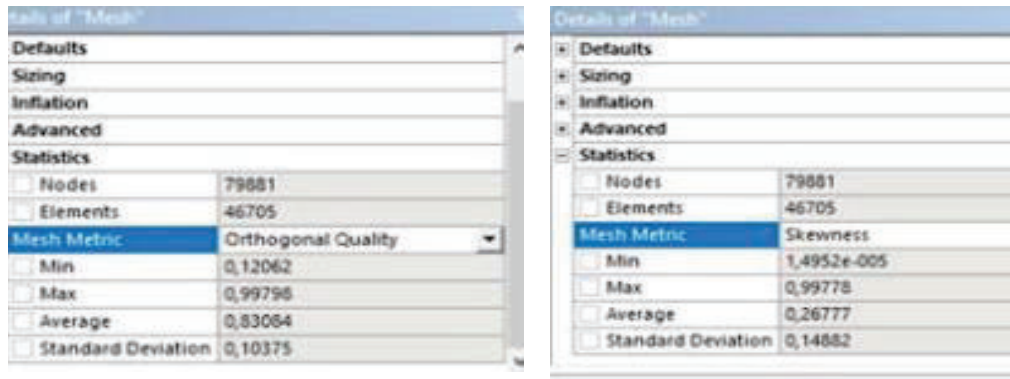 tails of "Mesh"
Defaults
Sizing
Inflation
Advanced
Statistics
Nodes 79881
Elements 46705
Mesh Metric Orthogonal Quality
Min 0,12062
Max 0,99798
Average 0,83084
Standard Deviation 0,10375
Details of "Mesh"
Defaults
Sizing
Inflation
Advanced
Statistics
Nodes 79881
Elements 46705
Mesh Metric Skewness
Min 1,4952e-005
Max 0,99778
Average 0,26777
Standard Deviation 0,14882